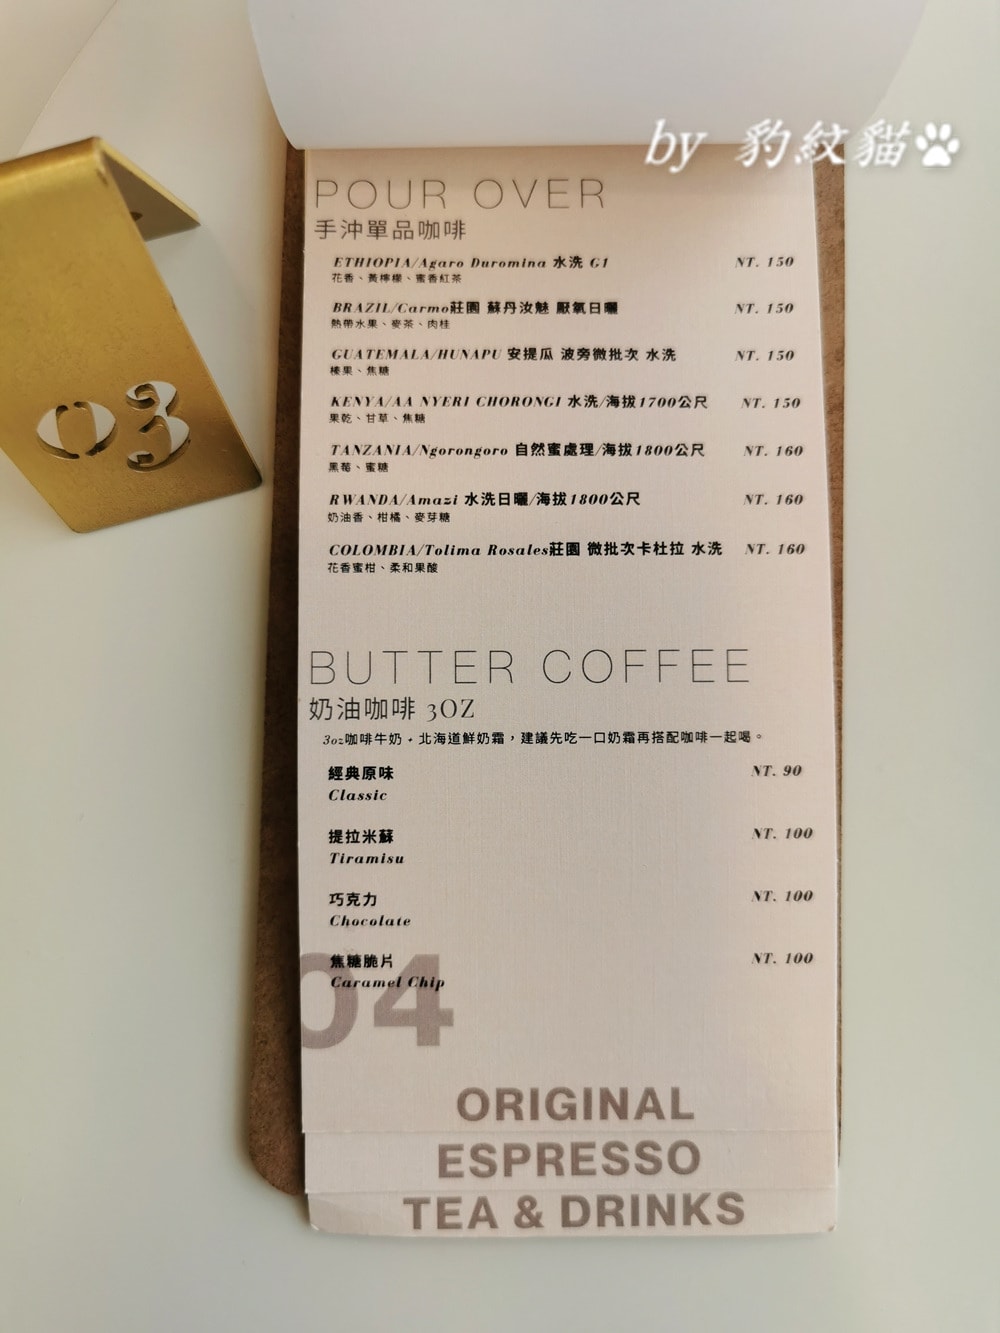 by 豹紋貓
POUR OVER
手沖單品咖啡
ETHIOPIA/Agaro Duromina 水洗 G1 NT. 150
花香、黃檸檬、蜜香紅茶
BRAZIL/Carmo莊園 蘇丹汝魅 厭氧日曬 NT. 150
熱帶水果、麥茶、肉桂
GUATEMALA/HUNAPU 安提瓜 波旁微批次 水洗 NT. 150
榛果、焦糖
KENYA/AA NYERI CHORONGI 水洗/海拔1700公尺 NT. 150
果乾、甘草、焦糖
TANZANIA/Ngorongoro 自然蜜處理/海拔1800公尺 NT. 160
黑莓、蜜糖
RWANDA/Amazi 水洗日曬/海拔1800公尺 NT. 160
奶油香、柑橘、麥芽糖
COLOMBIA/Tolima Rosales莊園 微批次卡杜拉 水洗 NT. 160
花香蜜柑、柔和果酸
03
BUTTER COFFEE
奶油咖啡 3OZ
3oz咖啡牛奶+北海道鮮奶霜，建議先吃一口奶霜再搭配咖啡一起喝。
經典原味 NT. 90
Classic
提拉米蘇 NT. 100
Tiramisu
巧克力 NT. 100
Chocolate
焦糖脆片 NT. 100
Caramel Chip
04
ORIGINAL
ESPRESSO
TEA & DRINKS